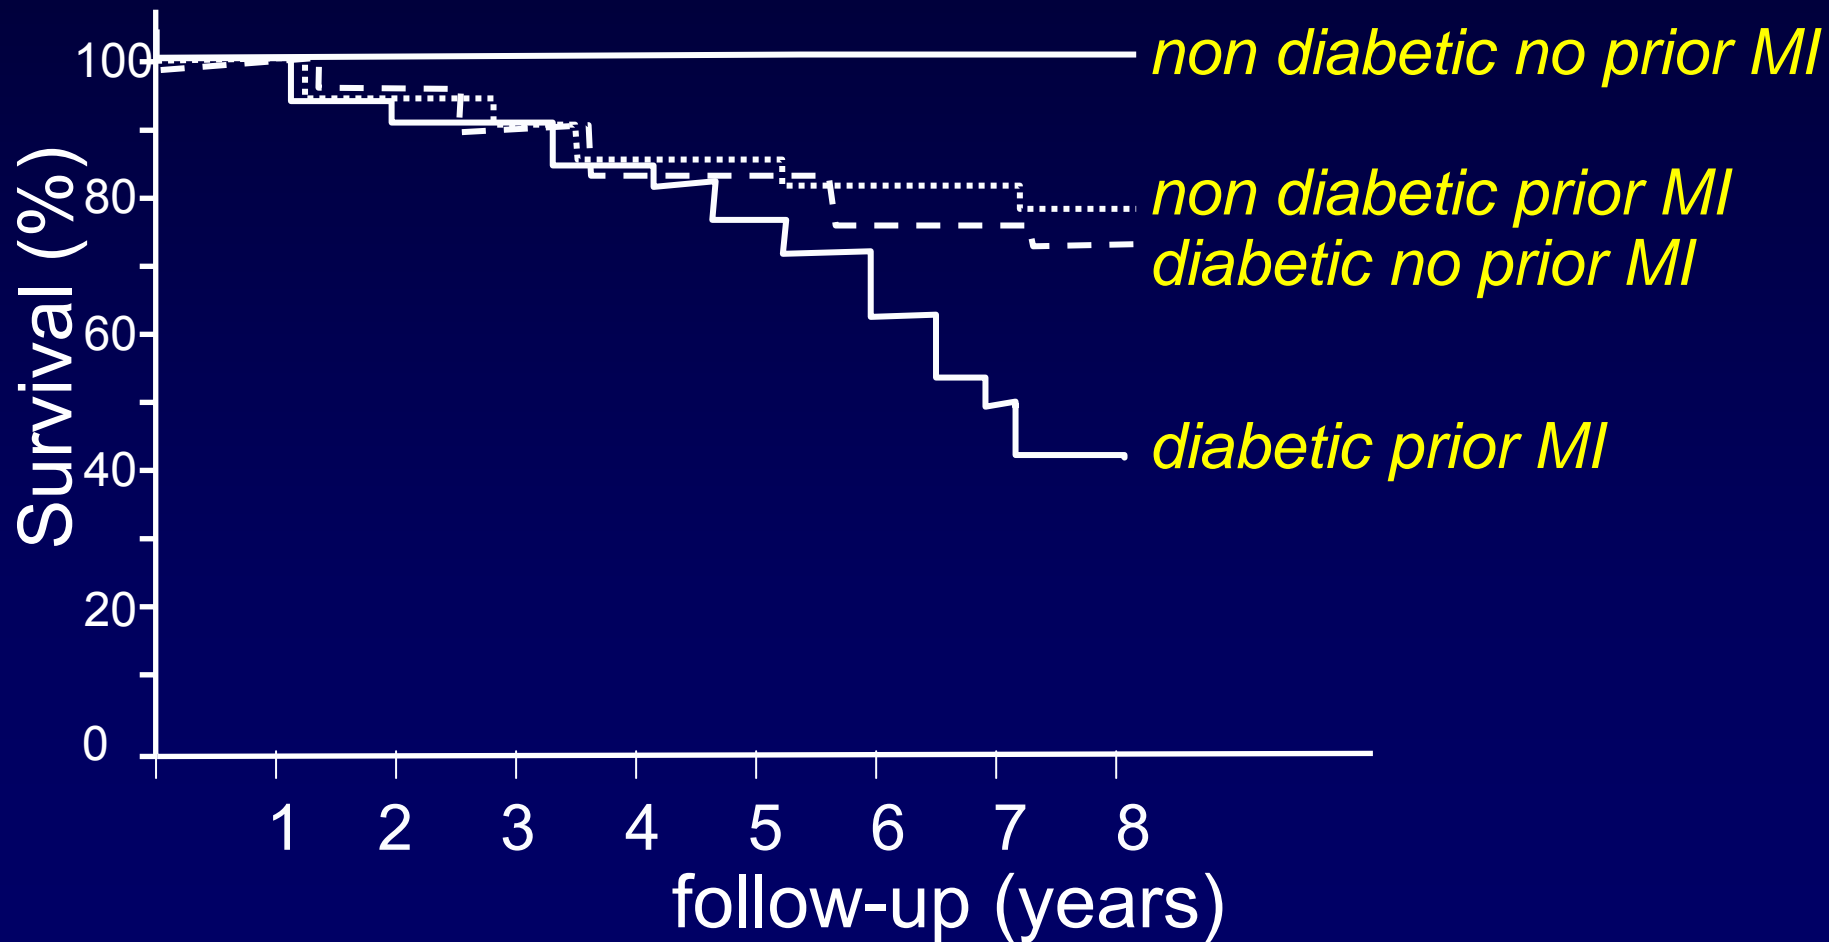 100
non diabetic no prior MI
Survival (%)
80
non diabetic prior MI
diabetic no prior MI
60
40
diabetic prior MI
20
0
1 2 3 4 5 6 7 8
follow-up (years)